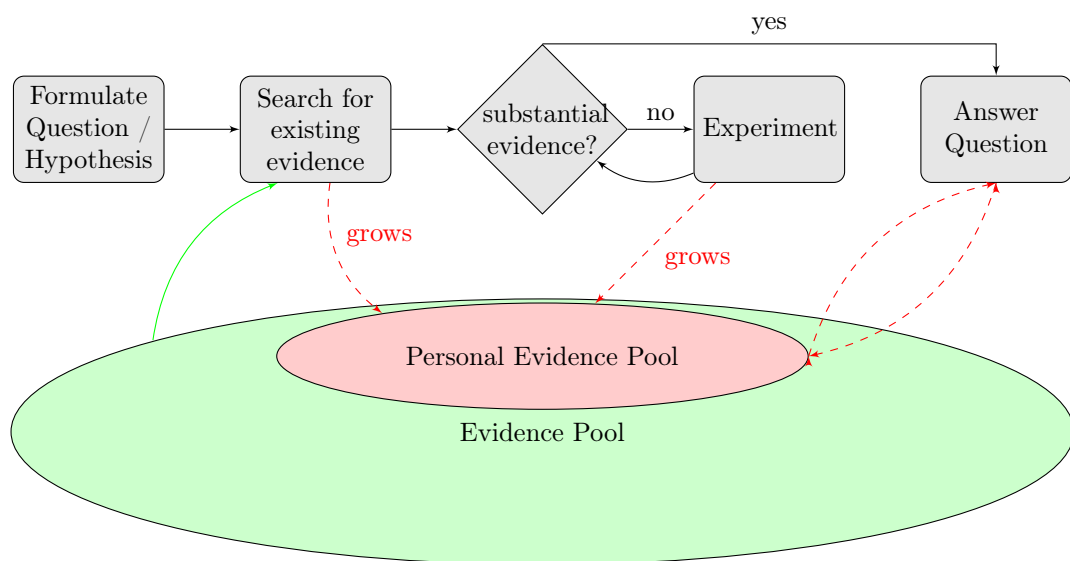 yes
Formulate
Question /
Hypothesis
Search for
existing
evidence
substantial
evidence?
no
Experiment
Answer
Question
grows
grows
Personal Evidence Pool
Evidence Pool